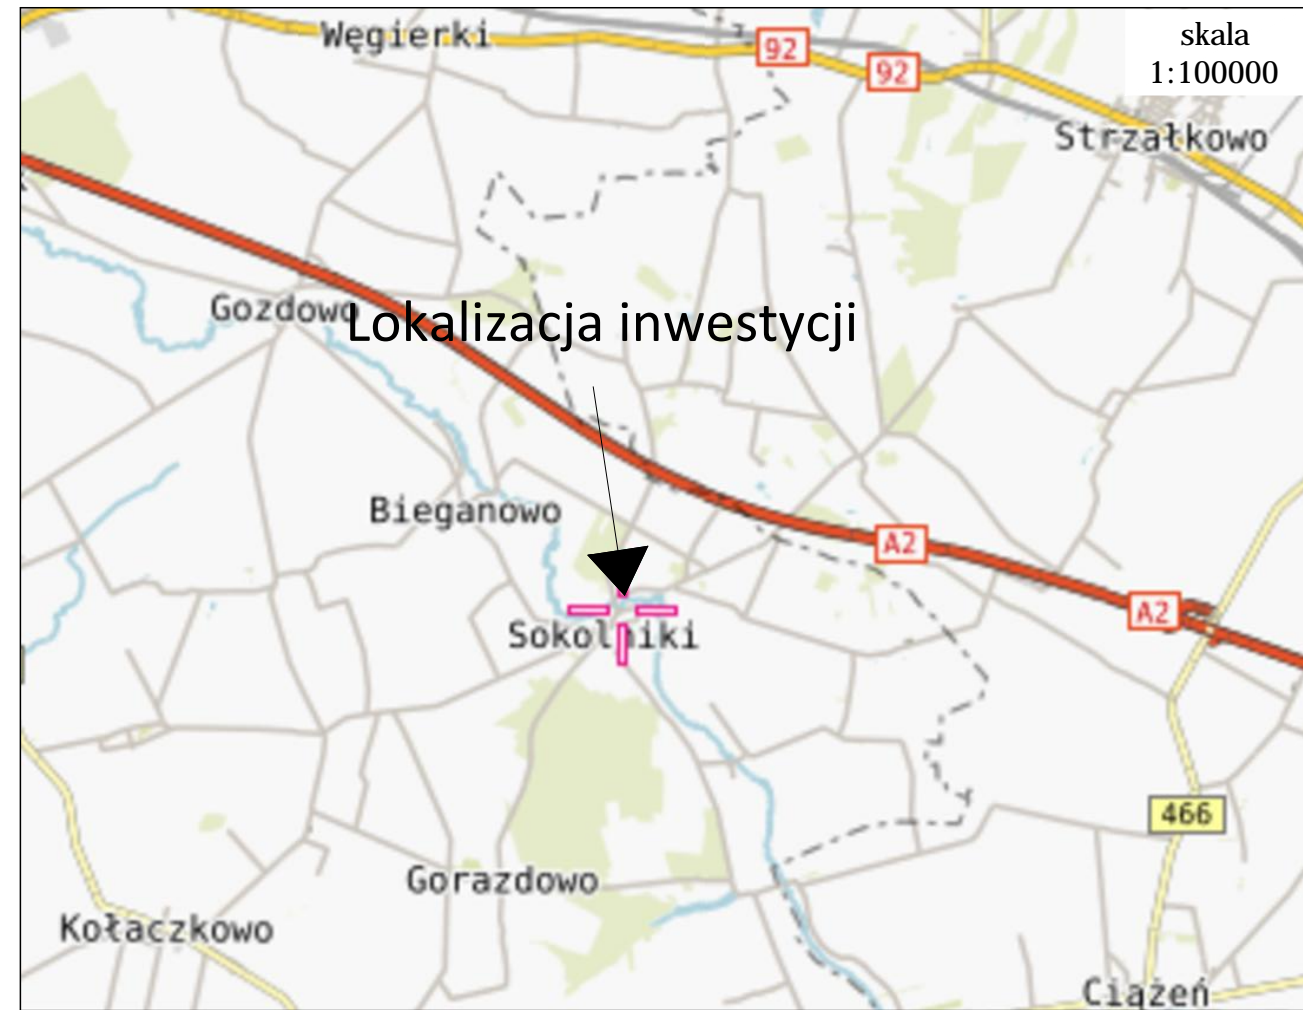 Węgierki
92
92
skala
1:100000
Strzałkowo
Gozdowo
Lokalizacja inwestycji
Bieganowo
A2
A2
Sokolniki
466
Gorazdowo
Kołaczkowo
Ciążeń